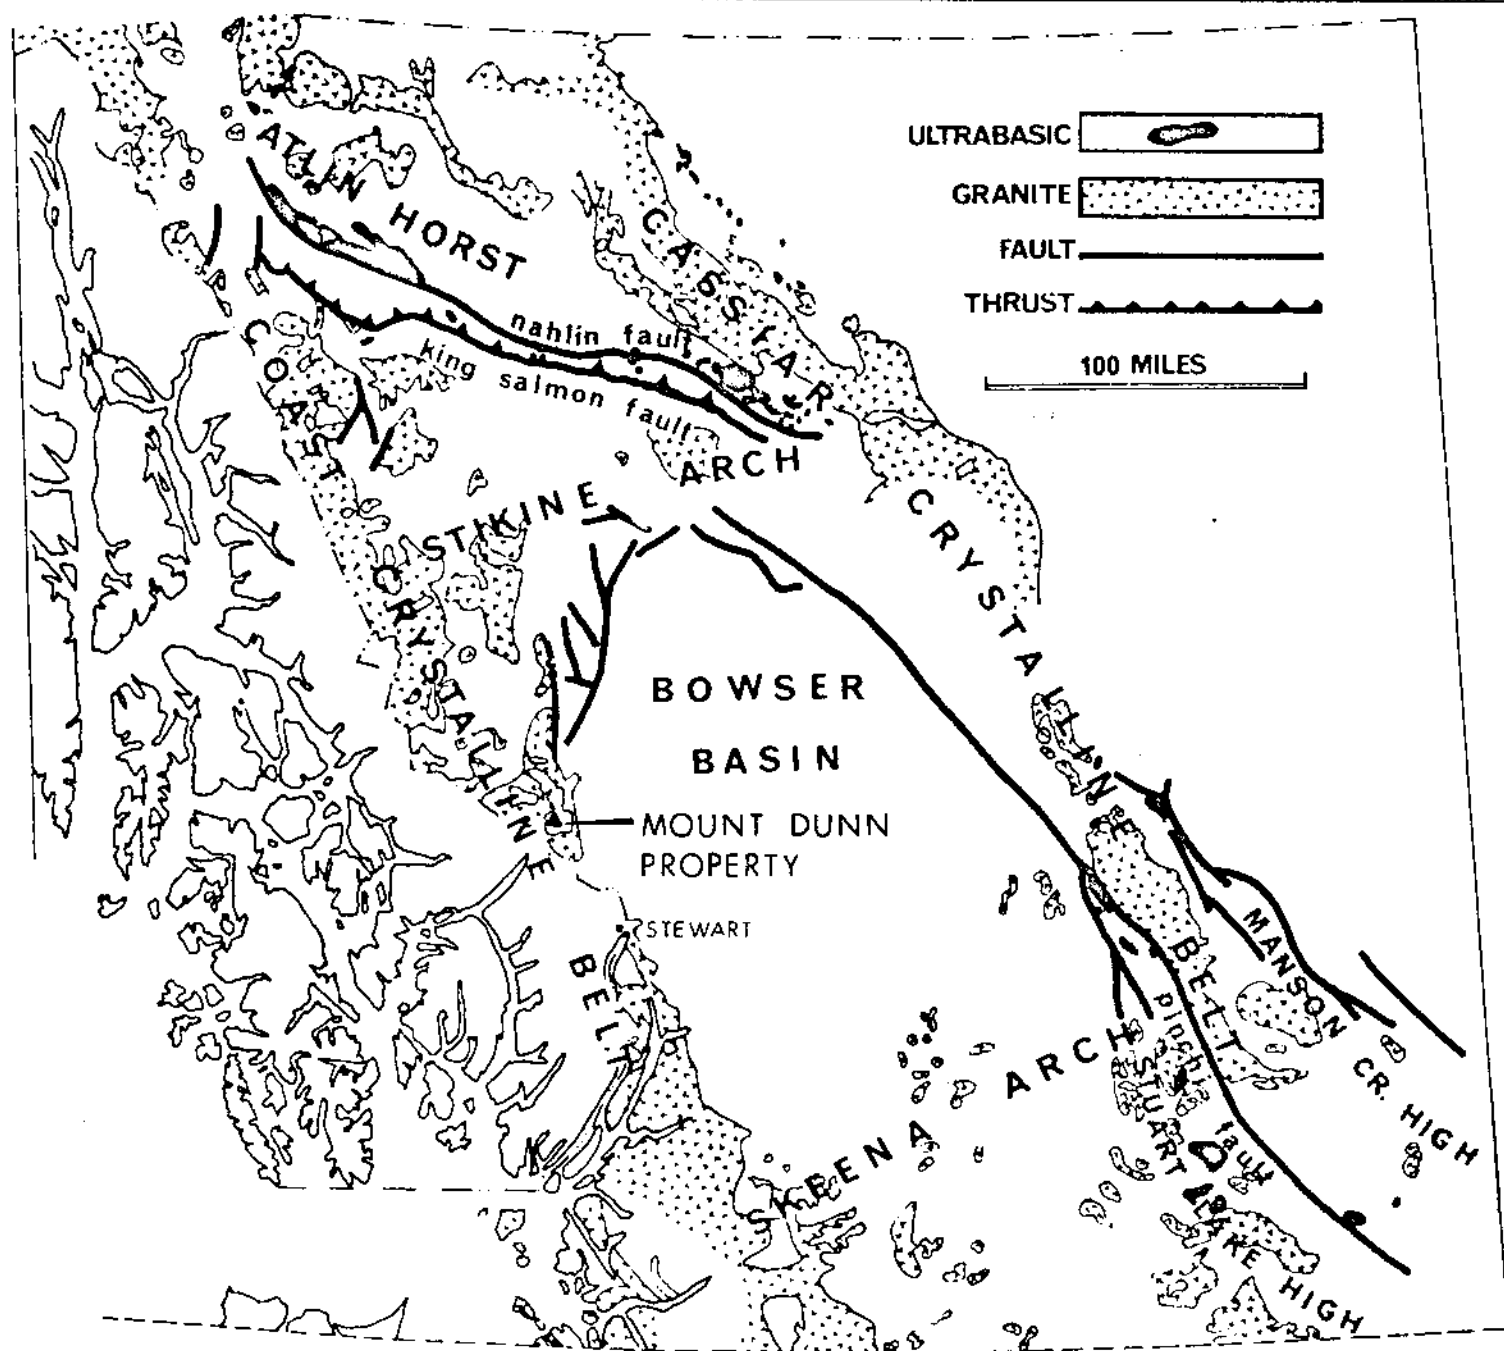 ULTRABASIC
GRANITE
FAULT
THRUST
100 MILES
ATLIN HORST
CASSIAR CRYSTALLINE BELT
nahlin fault
king salmon fault
COAST CRYSTALLINE BELT
STIKINE ARCH
BOWSER
BASIN
MOUNT DUNN
PROPERTY
STEWART
MANSON CR. HIGH
pinchi fault
SKEENA ARCH
STUART LAKE HIGH